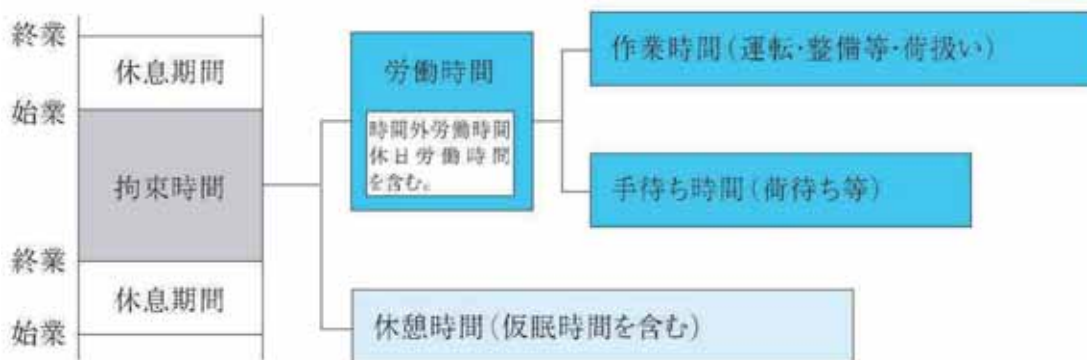 終業
休息期間
始業
拘束時間
終業
休息期間
始業
労働時間
時間外労働時間
休日労働時間
を含む。
作業時間（運転・整備等・荷扱い）
手待ち時間（荷待ち等）
休憩時間（仮眠時間を含む）